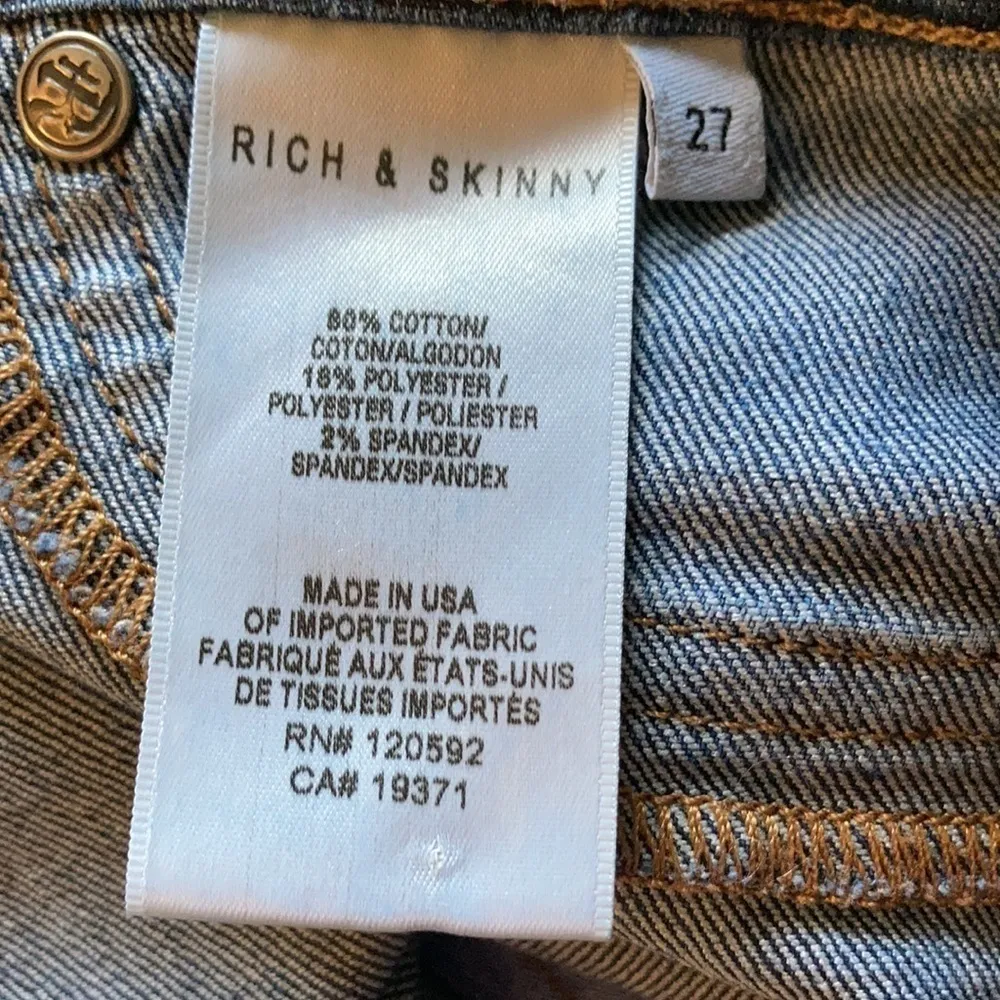 RICH & SKINNY
27
80% COTTON/
COTON/ALGODON
18% POLYESTER /
POLYESTER / POLIESTER
2% SPANDEX/
SPANDEX/SPANDEX
MADE IN USA
OF IMPORTED FABRIC
FABRIQUÉ AUX ÉTATS-UNIS
DE TISSUES IMPORTÉS
RN# 120592
CA# 19371